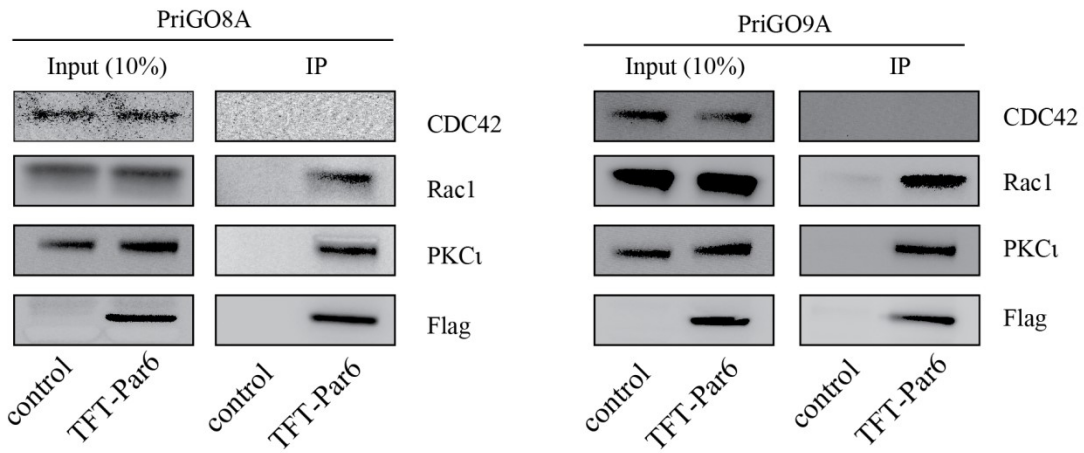 PriGO8A
Input (10%) IP
CDC42
Rac1
PKCι
Flag
control TFT-Par6 control TFT-Par6
PriGO9A
Input (10%) IP
CDC42
Rac1
PKCι
Flag
control TFT-Par6 control TFT-Par6